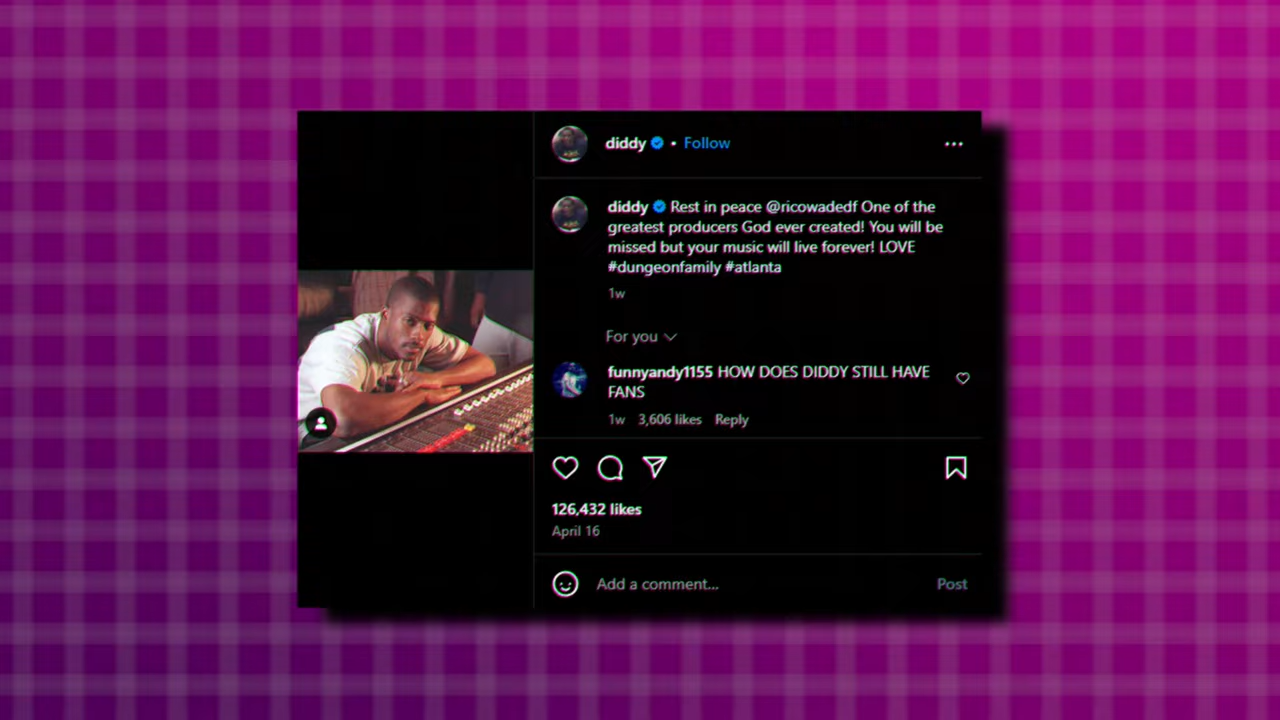 diddy • Follow
diddy Rest in peace @ricowadedf One of the
greatest producers God ever created! You will be
missed but your music will live forever! LOVE
#dungeonfamily #atlanta
1w
For you
funnyandy1155 HOW DOES DIDDY STILL HAVE
FANS
1w 3,606 likes Reply
126,432 likes
April 16
Add a comment... Post